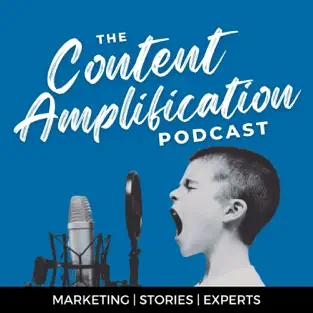 THE
Content
Amplification
PODCAST
MARKETING | STORIES | EXPERTS